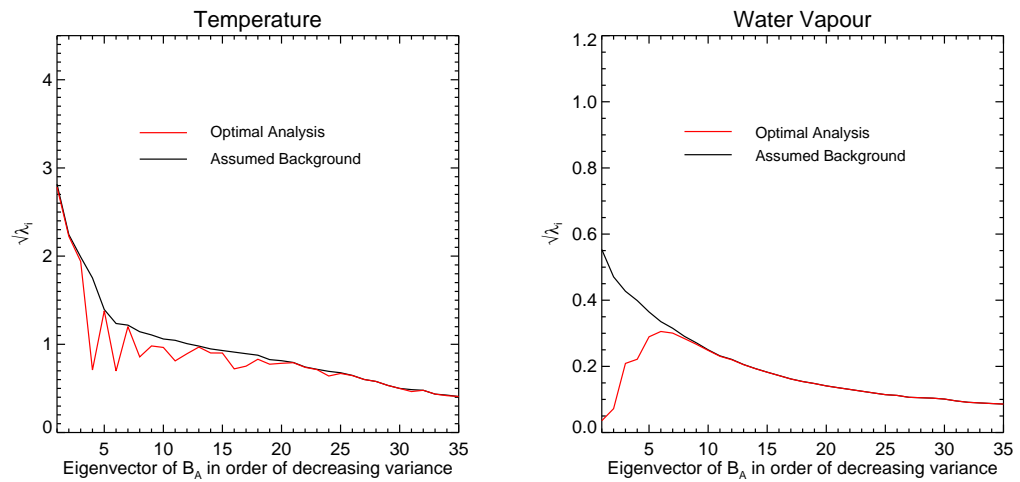 Temperature
4
3
2
1
0
√λi
Optimal Analysis
Assumed Background
5 10 15 20 25 30 35
Eigenvector of BA in order of decreasing variance
Water Vapour
1.2
1.0
0.8
0.6
0.4
0.2
0.0
√λi
Optimal Analysis
Assumed Background
5 10 15 20 25 30 35
Eigenvector of BA in order of decreasing variance